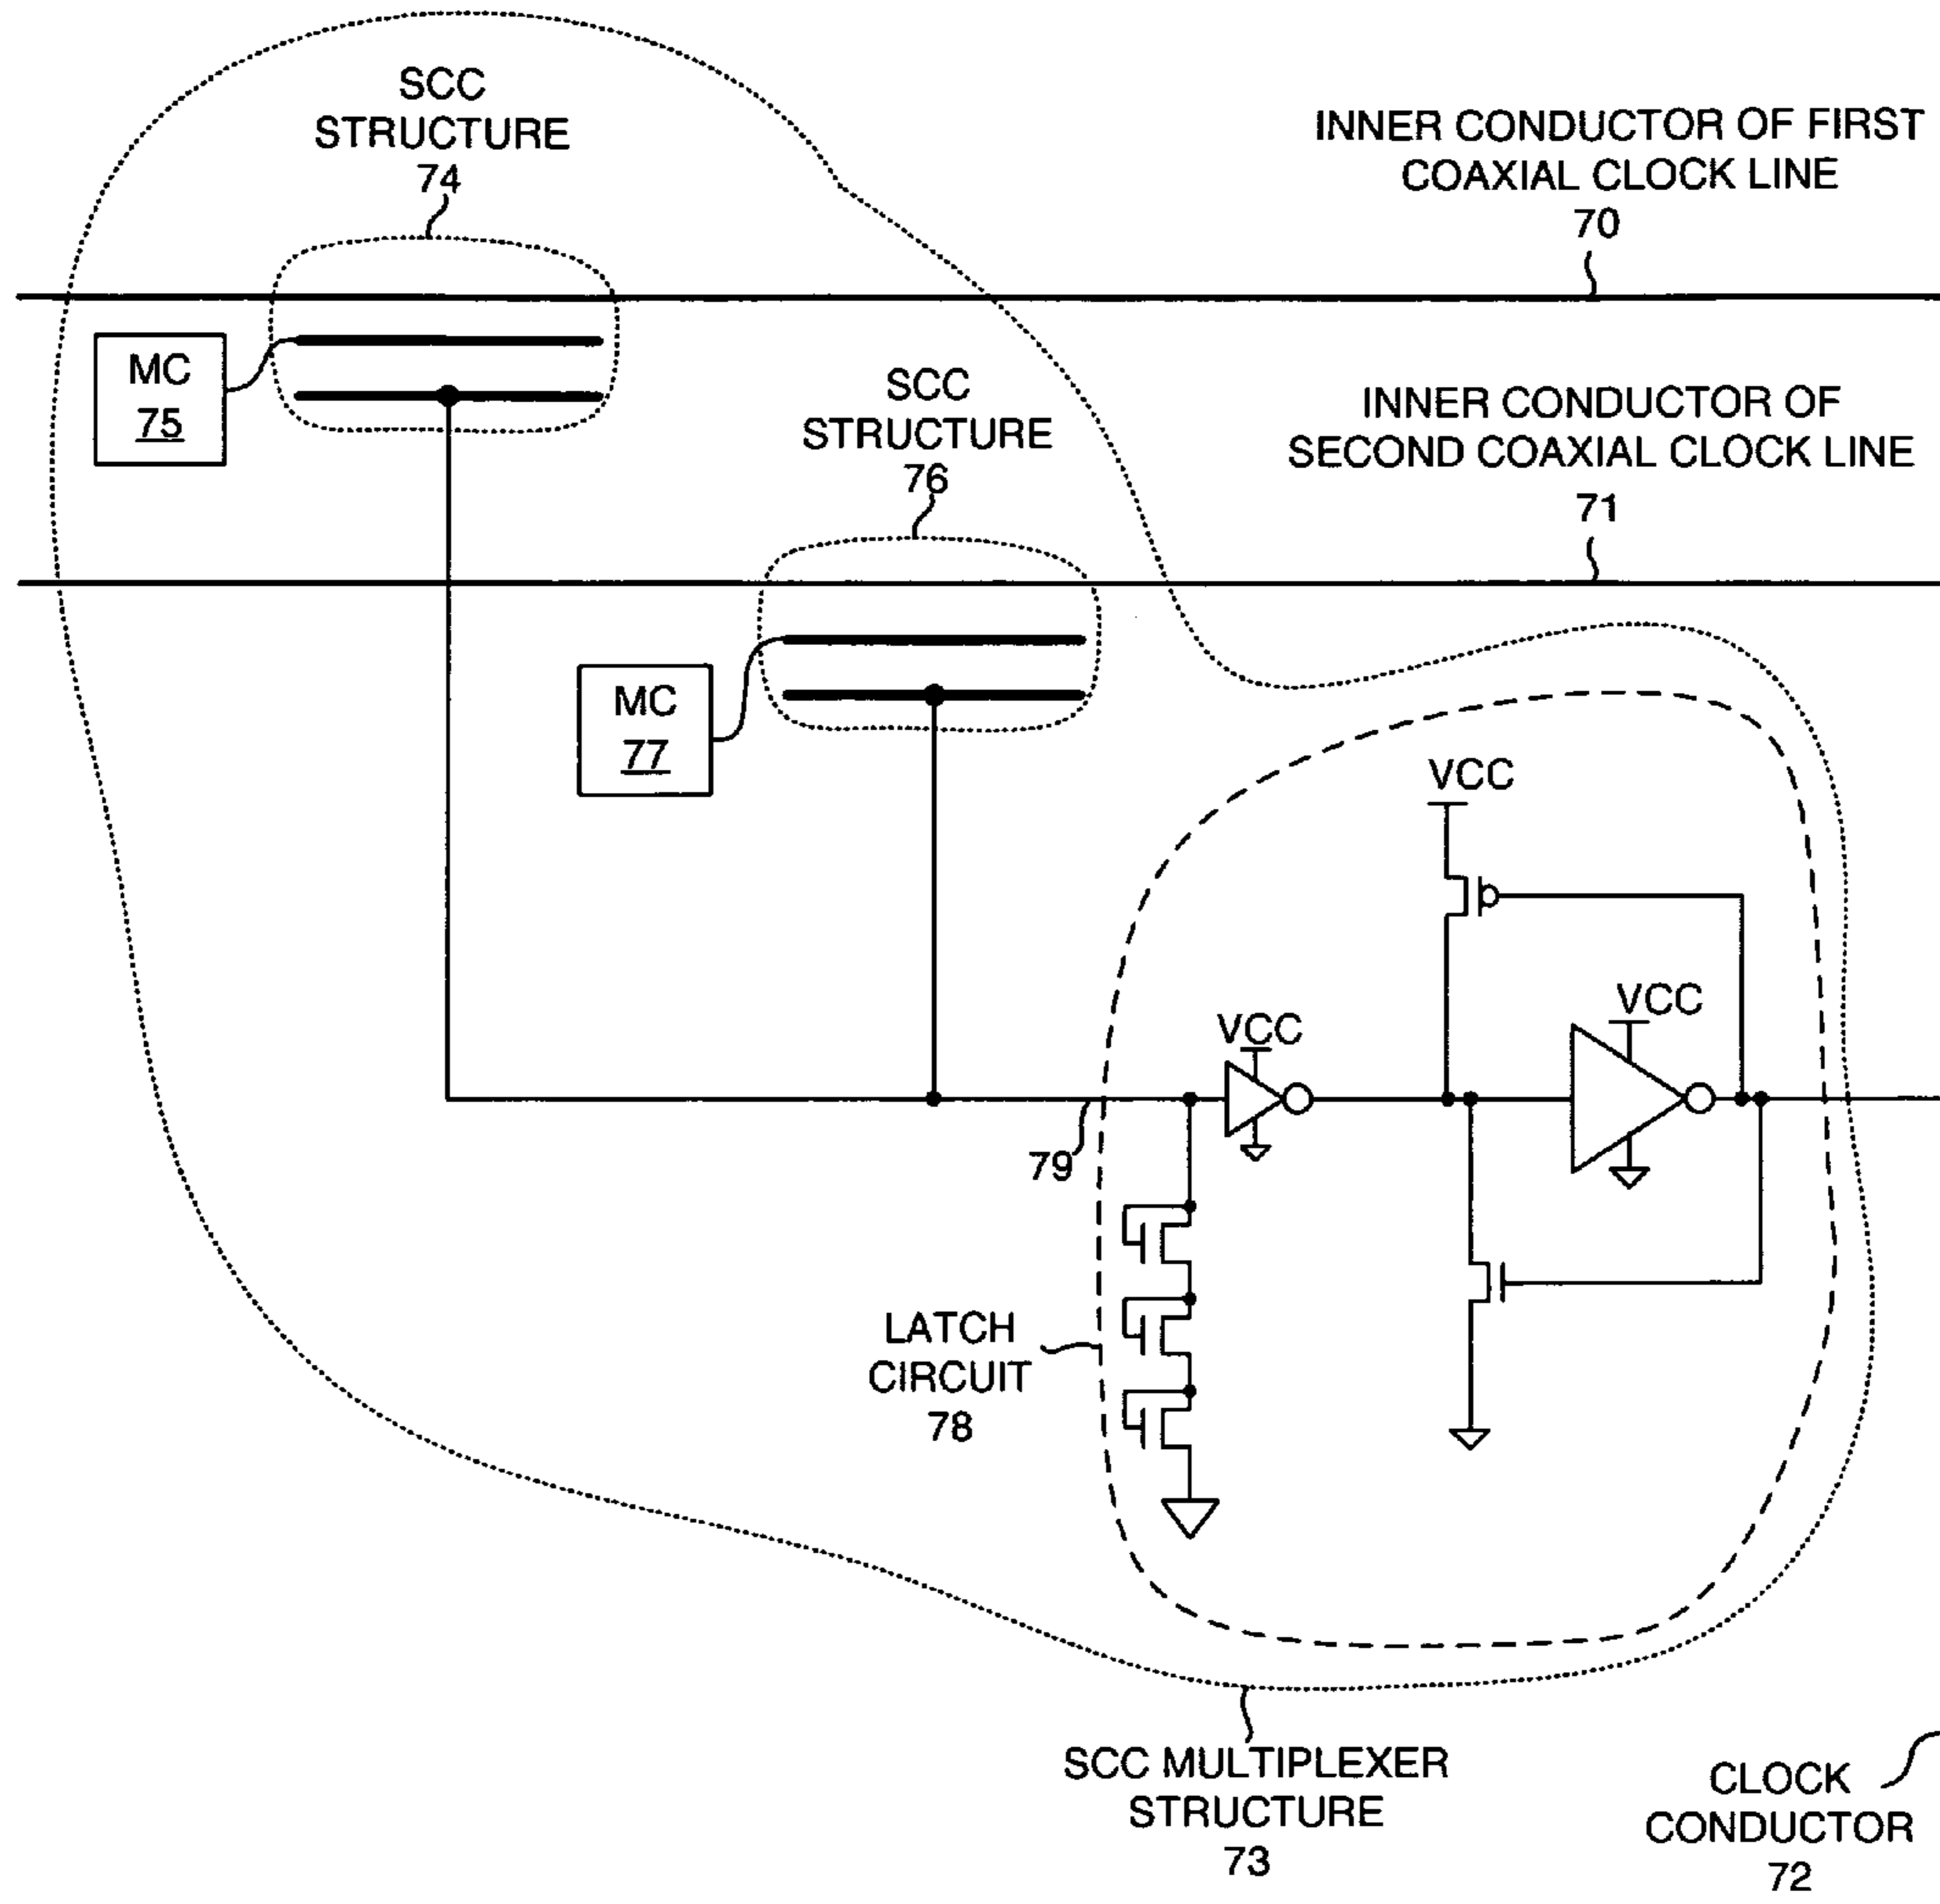 SCC
STRUCTURE
74
INNER CONDUCTOR OF FIRST
COAXIAL CLOCK LINE
70
MC
75
SCC
STRUCTURE
76
INNER CONDUCTOR OF
SECOND COAXIAL CLOCK LINE
71
MC
77
VCC
VCC
VCC
79
LATCH
CIRCUIT
78
SCC MULTIPLEXER
STRUCTURE
73
CLOCK
CONDUCTOR
72